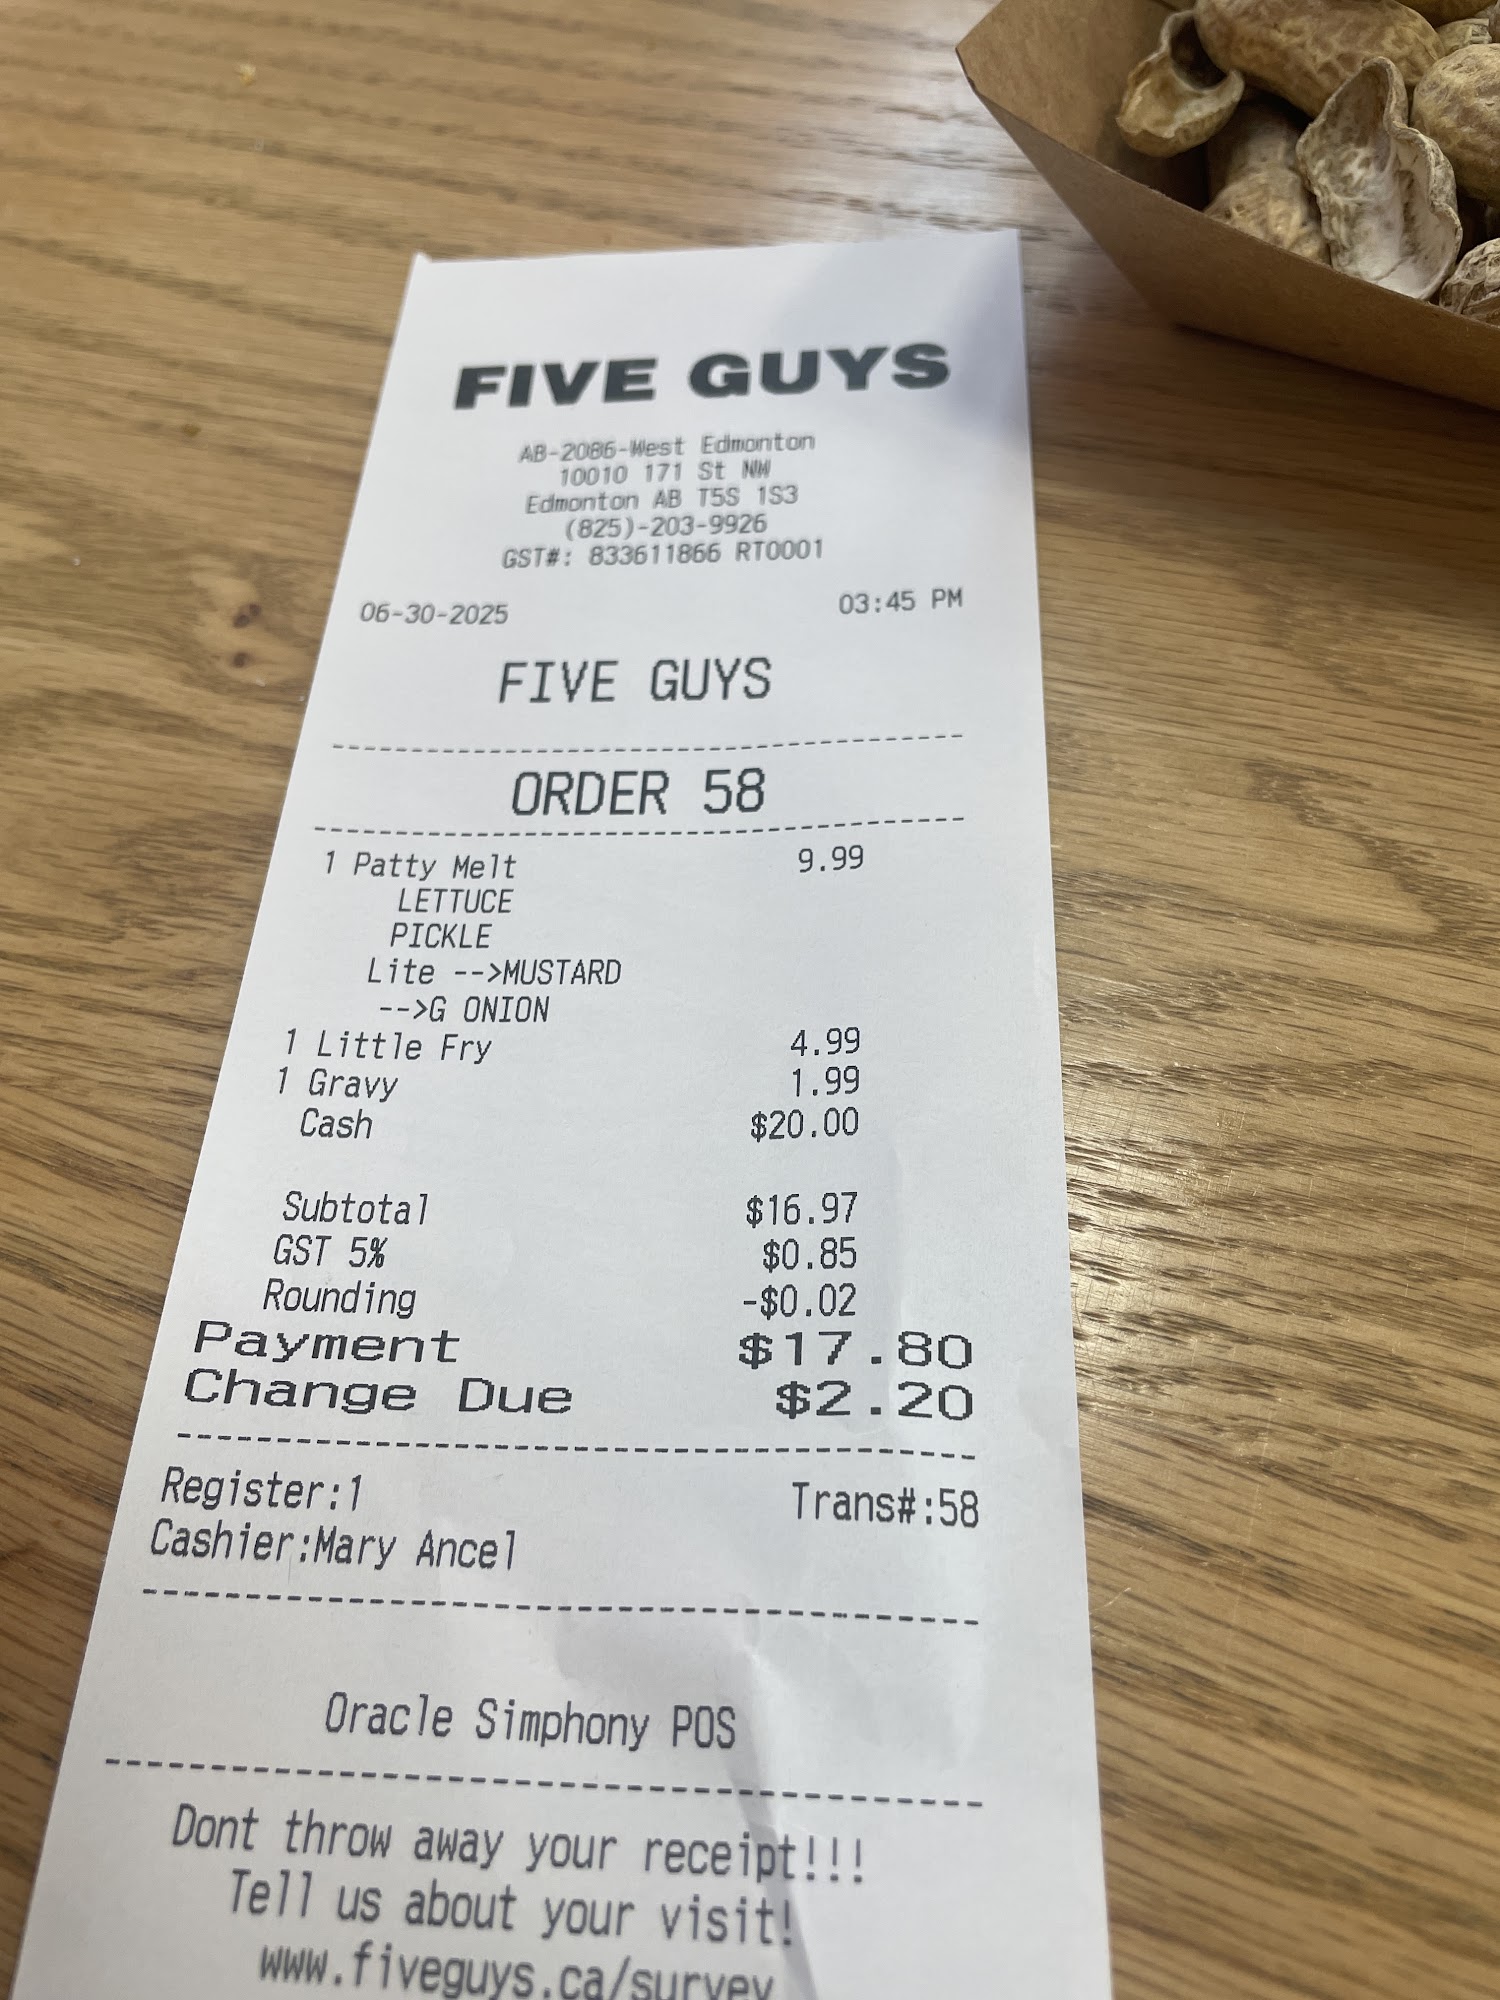 FIVE GUYS
AB-2086-West Edmonton
10010 171 St NW
Edmonton AB T5S 1S3
(825)-203-9926
GST#: 833611866 RT0001
06-30-2025 03:45 PM
FIVE GUYS
ORDER 58
1 Patty Melt 9.99
LETTUCE
PICKLE
Lite -->MUSTARD
-->G ONION
1 Little Fry 4.99
1 Gravy 1.99
Cash $20.00
Subtotal $16.97
GST 5% $0.85
Rounding -$0.02
Payment $17.80
Change Due $2.20
Register:1 Trans#:58
Cashier:Mary Ancel
Oracle Simphony POS
Dont throw away your receipt!!!
Tell us about your visit!
www.fiveguys.ca/survey